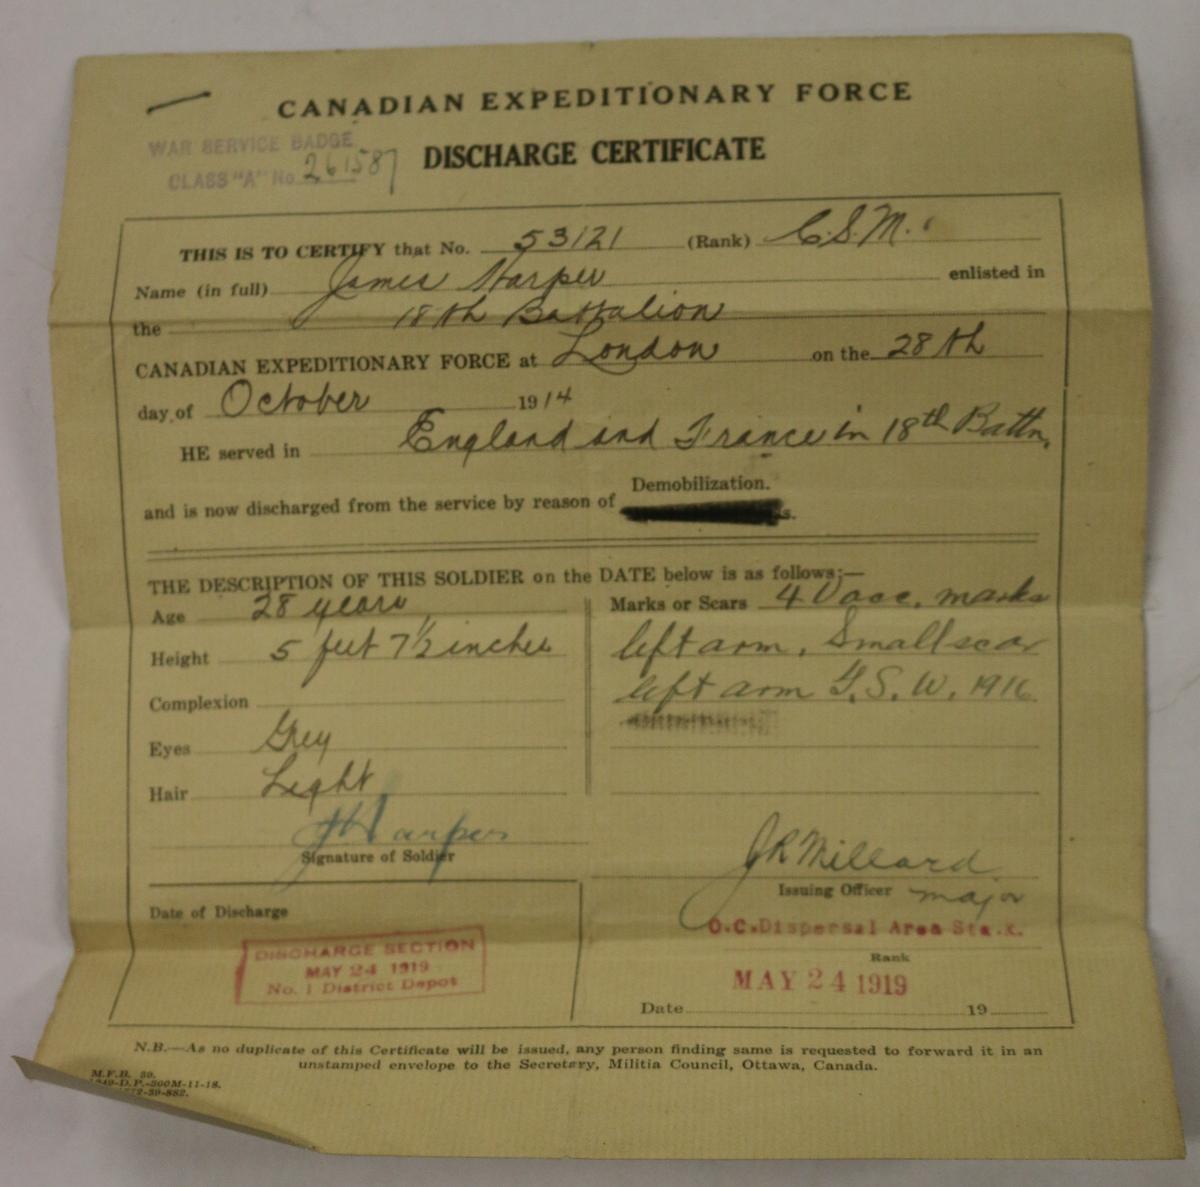 CANADIAN EXPEDITIONARY FORCE
DISCHARGE CERTIFICATE
WAR SERVICE BADGE
CLASS "A" No. 261587
THIS IS TO CERTIFY that No. 53121 (Rank) C.S.M.
Name (in full) James Harper enlisted in
the 18th Battalion
CANADIAN EXPEDITIONARY FORCE at London on the 28th
day of October 1914
HE served in England and France in 18th Battn.
and is now discharged from the service by reason of Demobilization.
THE DESCRIPTION OF THIS SOLDIER on the DATE below is as follows:—
Age 28 years
Height 5 feet 7½ inches
Complexion
Eyes Grey
Hair Light
JHarper
Signature of Soldier
Marks or Scars 4 Vacc. marks
left arm, Small scar
left arm G.S.W. 1916
JRMillard
Issuing Officer Major
O.C.Dispersal Area Sta.K.
Rank
MAY 24 1919
Date 19
Date of Discharge
DISCHARGE SECTION
MAY 24 1919
No. 1 District Depot
N.B.—As no duplicate of this Certificate will be issued, any person finding same is requested to forward it in an
unstamped envelope to the Secretary, Militia Council, Ottawa, Canada.
M.F.B. 39.
D.P.-300M-11-18.
39-882.